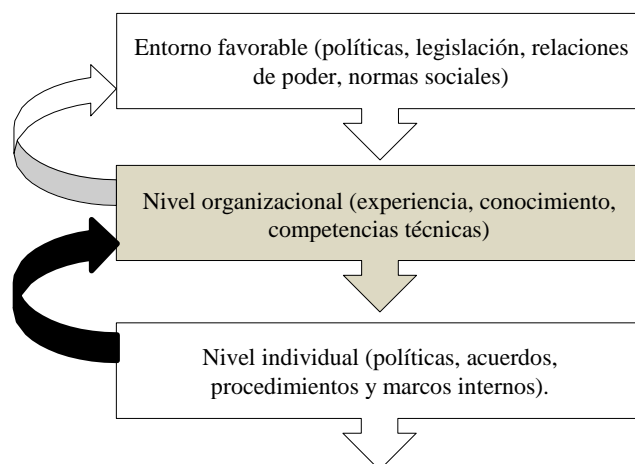 Entorno favorable (políticas, legislación, relaciones
de poder, normas sociales)
Nivel organizacional (experiencia, conocimiento,
competencias técnicas)
Nivel individual (políticas, acuerdos,
procedimientos y marcos internos).